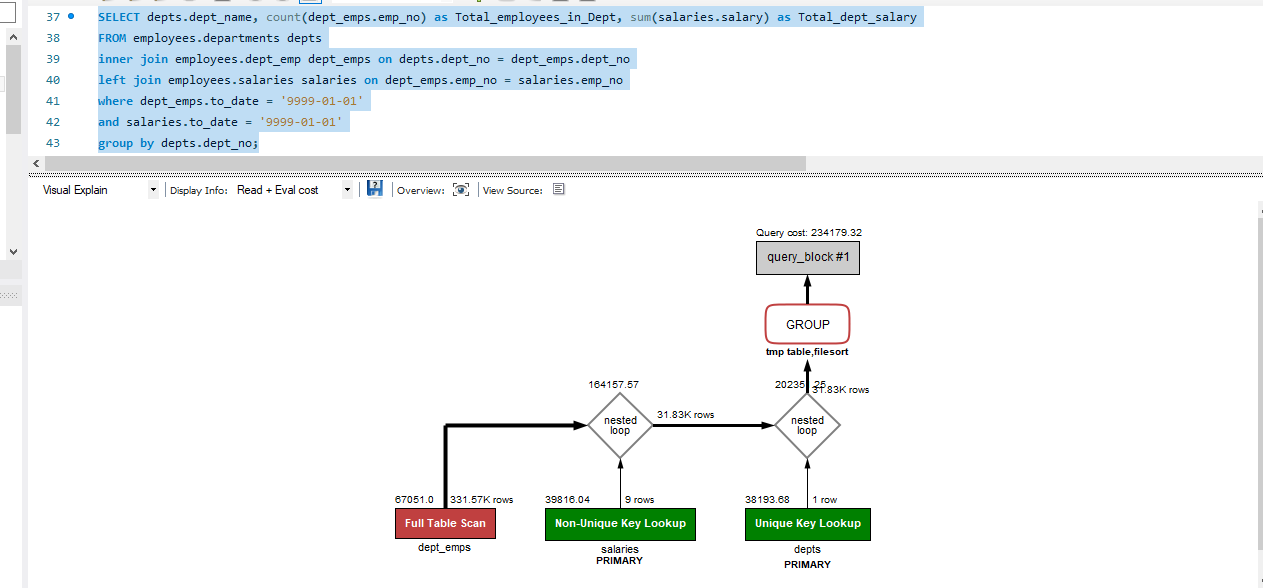 37 SELECT depts.dept_name, count(dept_emps.emp_no) as Total_employees_in_Dept, sum(salaries.salary) as Total_dept_salary
38 FROM employees.departments depts
39 inner join employees.dept_emp dept_emps on depts.dept_no = dept_emps.dept_no
40 left join employees.salaries salaries on dept_emps.emp_no = salaries.emp_no
41 where dept_emps.to_date = '9999-01-01'
42 and salaries.to_date = '9999-01-01'
43 group by depts.dept_no;
Visual Explain Display Info: Read + Eval cost Overview: View Source:
Query cost: 234179.32
query_block #1
GROUP
tmp table,filesort
164157.57 20235 .25 31.83K rows
nested loop 31.83K rows nested loop
67051.0 331.57K rows 39816.04 9 rows 38193.68 1 row
Full Table Scan Non-Unique Key Lookup Unique Key Lookup
dept_emps salaries depts
PRIMARY PRIMARY